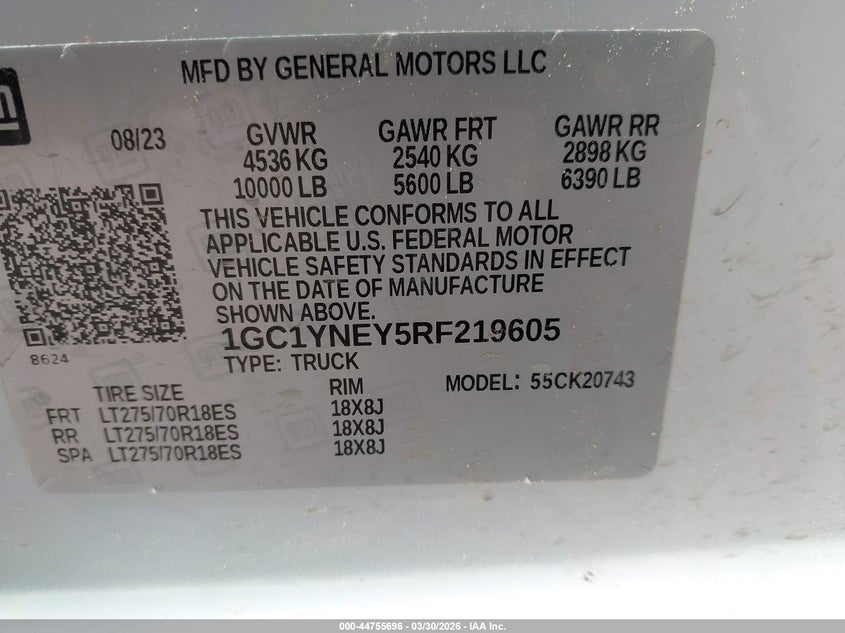 MFD BY GENERAL MOTORS LLC
08/23 GVWR GAWR FRT GAWR RR
4536 KG 2540 KG 2898 KG
10000 LB 5600 LB 6390 LB
THIS VEHICLE CONFORMS TO ALL
APPLICABLE U.S. FEDERAL MOTOR
VEHICLE SAFETY STANDARDS IN EFFECT
ON THE DATE OF MANUFACTURE
SHOWN ABOVE.
1GC1YNEY5RF219605
8624
TYPE: TRUCK
TIRE SIZE RIM MODEL: 55CK20743
FRT LT275/70R18ES 18X8J
RR LT275/70R18ES 18X8J
SPA LT275/70R18ES 18X8J
000-44755696 - 03/30/2026 - IAA Inc.